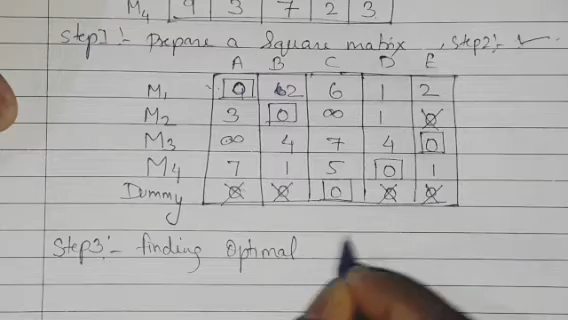 M4 9 3 7 2 3
Step1:- Prepare a Square matrix , Step2:-
A B C D E
M1 0 2 6 1 2
M2 3 0 ∞ 1 0
M3 ∞ 4 7 4 0
M4 7 1 5 0 1
Dummy 0 0 0 0 0
Step3:- finding Optimal